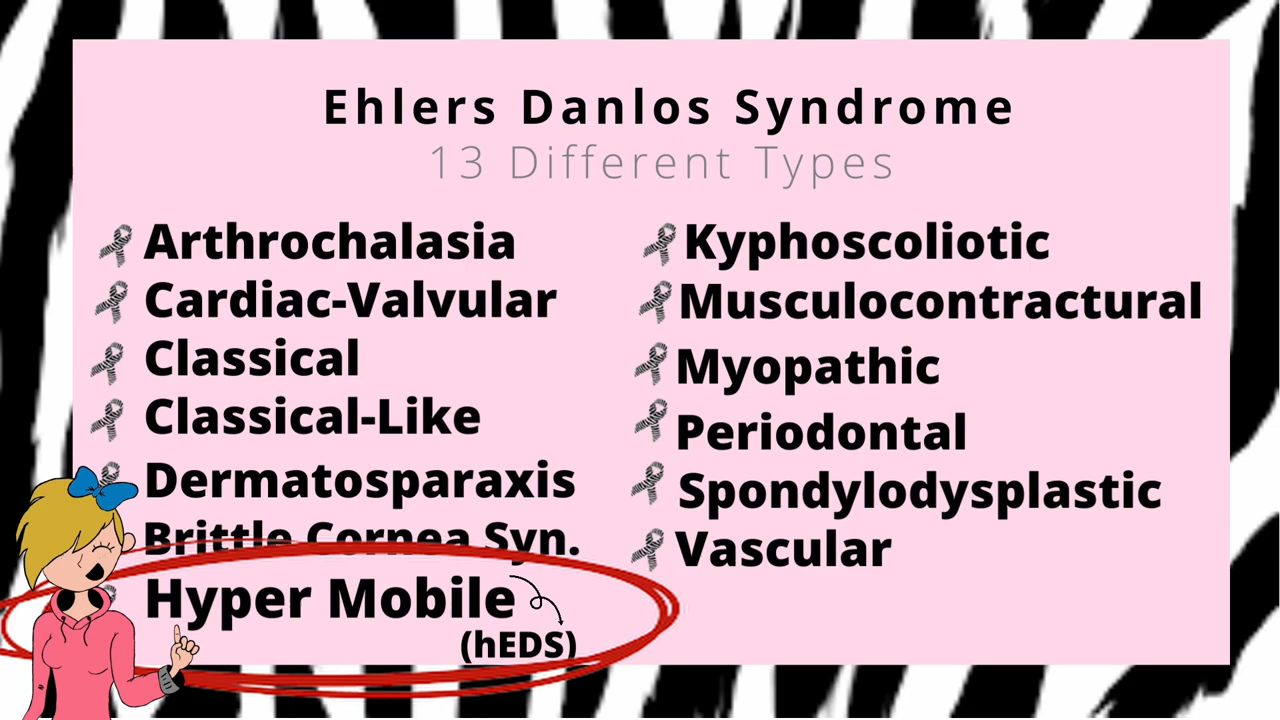 Ehlers Danlos Syndrome
13 Different Types
Arthrochalasia
Cardiac-Valvular
Classical
Classical-Like
Dermatosparaxis
Brittle Cornea Syn.
Hyper Mobile
(hEDS)
Kyphoscoliotic
Musculocontractural
Myopathic
Periodontal
Spondylodysplastic
Vascular